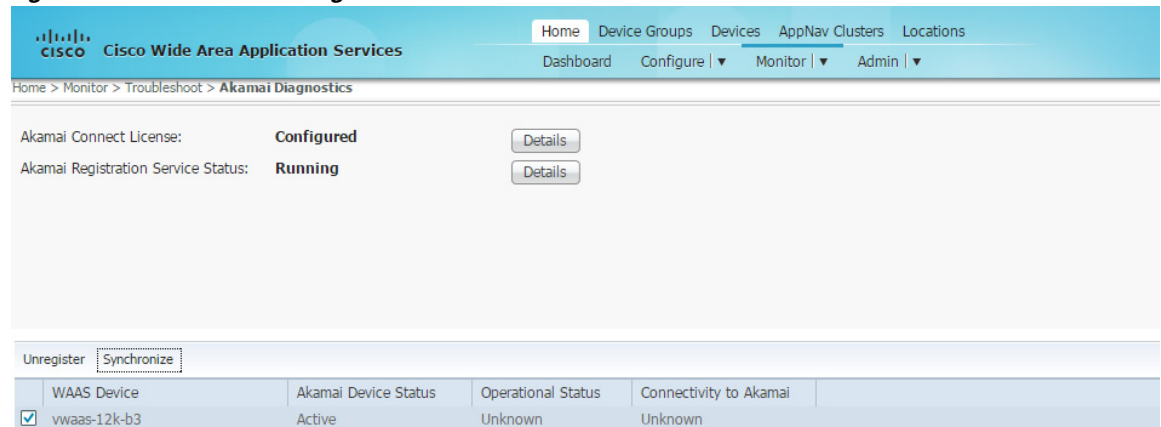 cisco Cisco Wide Area Application Services
Home Device Groups Devices AppNav Clusters Locations
Dashboard Configure | ▼ Monitor | ▼ Admin | ▼
Home > Monitor > Troubleshoot > Akamai Diagnostics
Akamai Connect License: Configured Details
Akamai Registration Service Status: Running Details
Unregister Synchronize
WAAS Device Akamai Device Status Operational Status Connectivity to Akamai
vwaas-12k-b3 Active Unknown Unknown